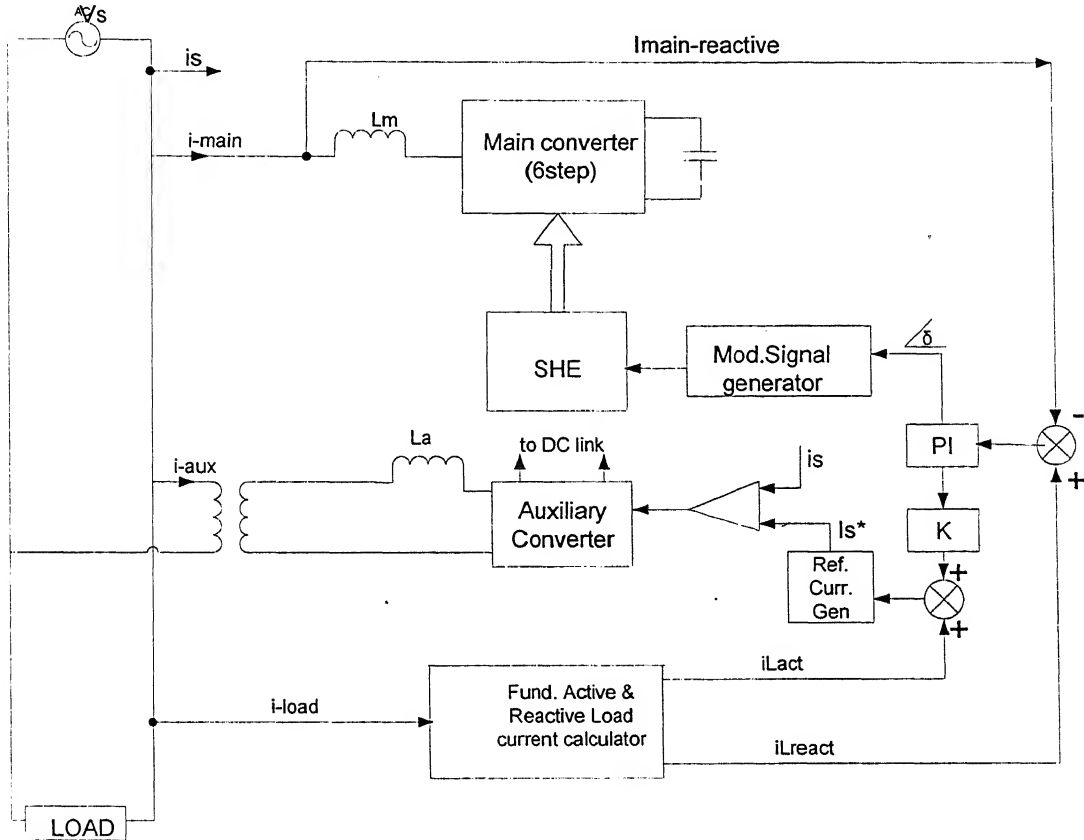 AC
Vs
is
Imain-reactive
i-main
Lm
Main converter
(6step)
δ
SHE
Mod.Signal
generator
-
PI
+
La
to DC link
is
i-aux
Auxiliary
Converter
Is*
K
+
Ref.
Curr.
Gen
+
iLact
i-load
Fund. Active &
Reactive Load
current calculator
iLreact
LOAD